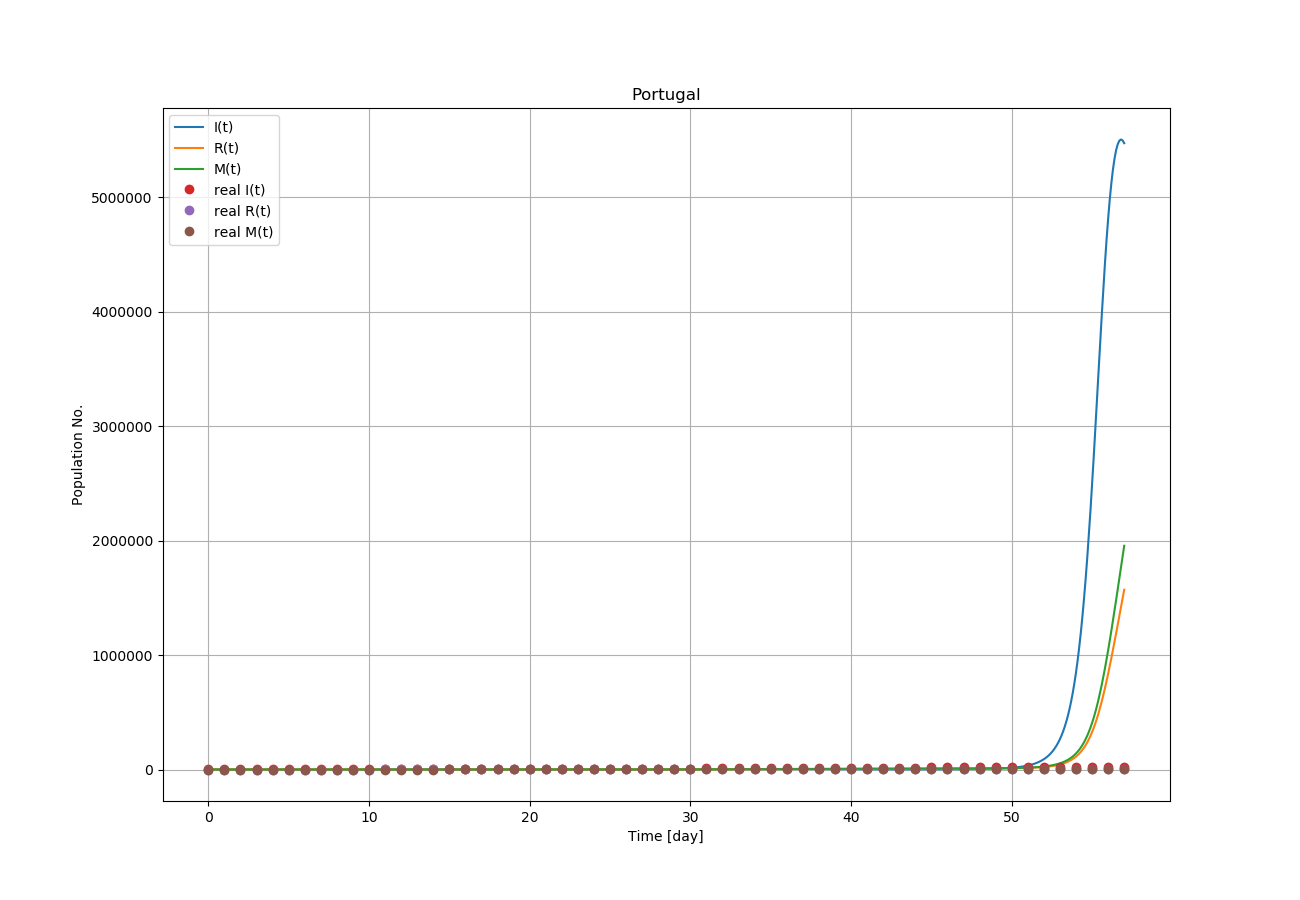 Portugal
I(t)
R(t)
M(t)
real I(t)
real R(t)
real M(t)
5000000
4000000
3000000
2000000
1000000
0
Population No.
0 10 20 30 40 50
Time [day]